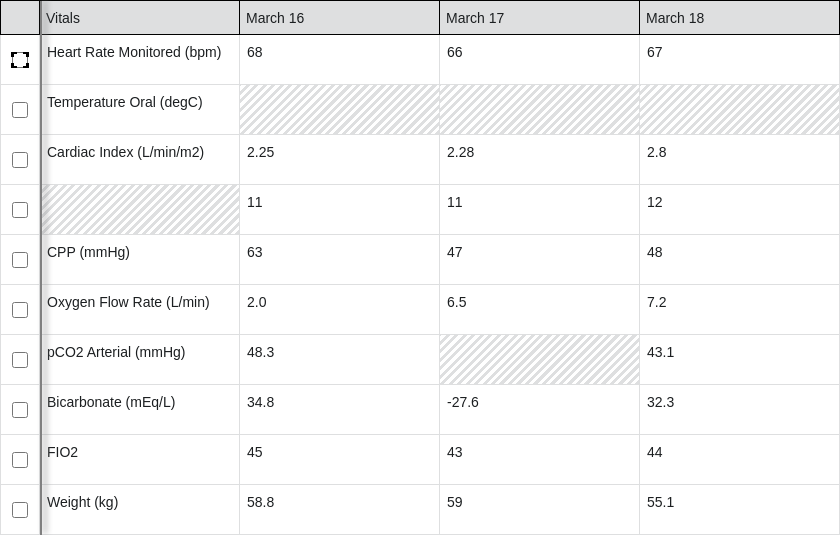 Vitals March 16 March 17 March 18
Heart Rate Monitored (bpm) 68 66 67
Temperature Oral (degC)
Cardiac Index (L/min/m2) 2.25 2.28 2.8
11 11 12
CPP (mmHg) 63 47 48
Oxygen Flow Rate (L/min) 2.0 6.5 7.2
pCO2 Arterial (mmHg) 48.3 43.1
Bicarbonate (mEq/L) 34.8 -27.6 32.3
FIO2 45 43 44
Weight (kg) 58.8 59 55.1